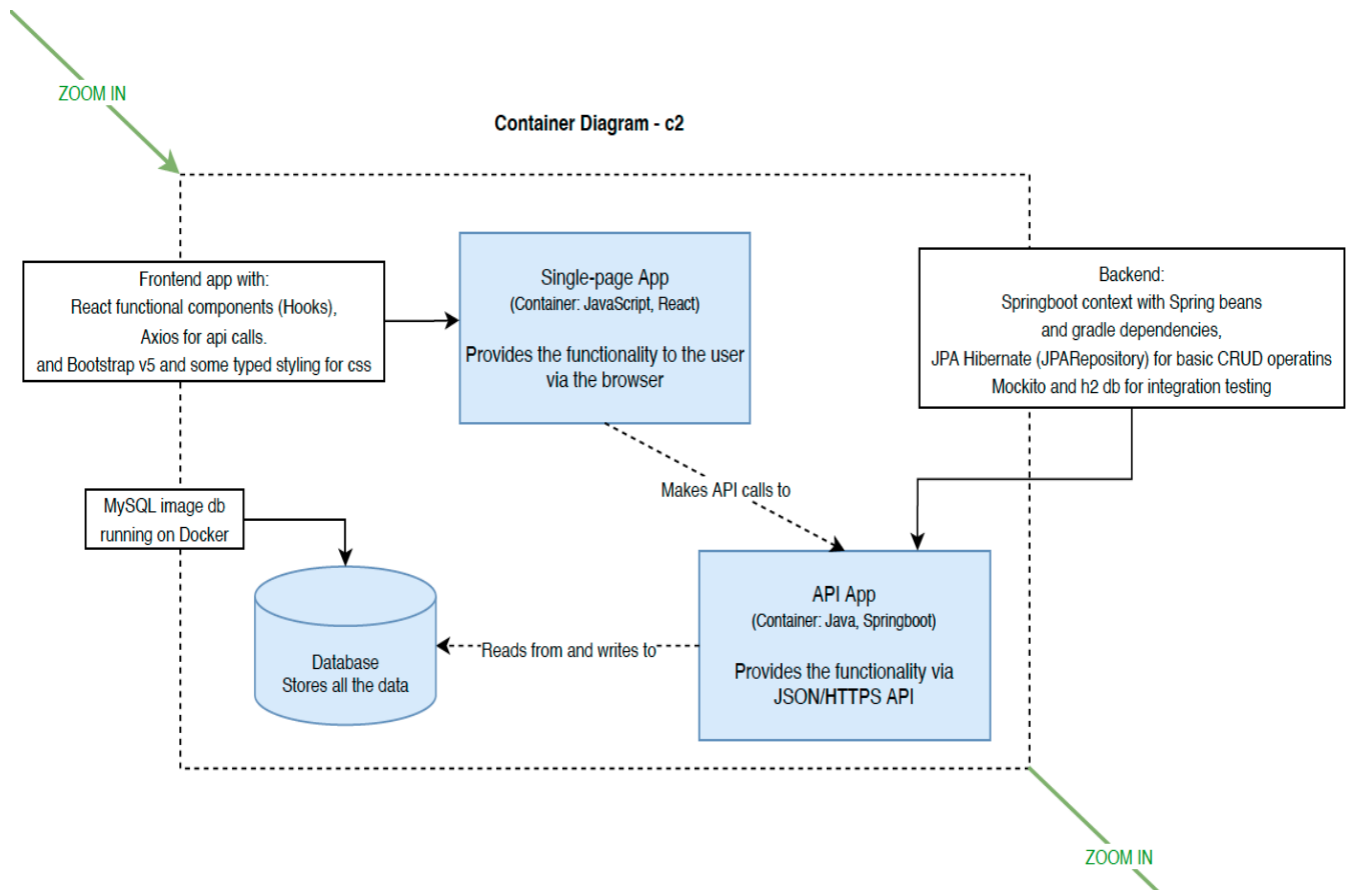 ZOOM IN
Container Diagram - c2
Frontend app with:
React functional components (Hooks),
Axios for api calls.
and Bootstrap v5 and some typed styling for css
Single-page App
(Container: JavaScript, React)
Provides the functionality to the user
via the browser
Backend:
Springboot context with Spring beans
and gradle dependencies,
JPA Hibernate (JPARepository) for basic CRUD operatins
Mockito and h2 db for integration testing
Makes API calls to
MySQL image db
running on Docker
Database
Stores all the data
Reads from and writes to
API App
(Container: Java, Springboot)
Provides the functionality via
JSON/HTTPS API
ZOOM IN